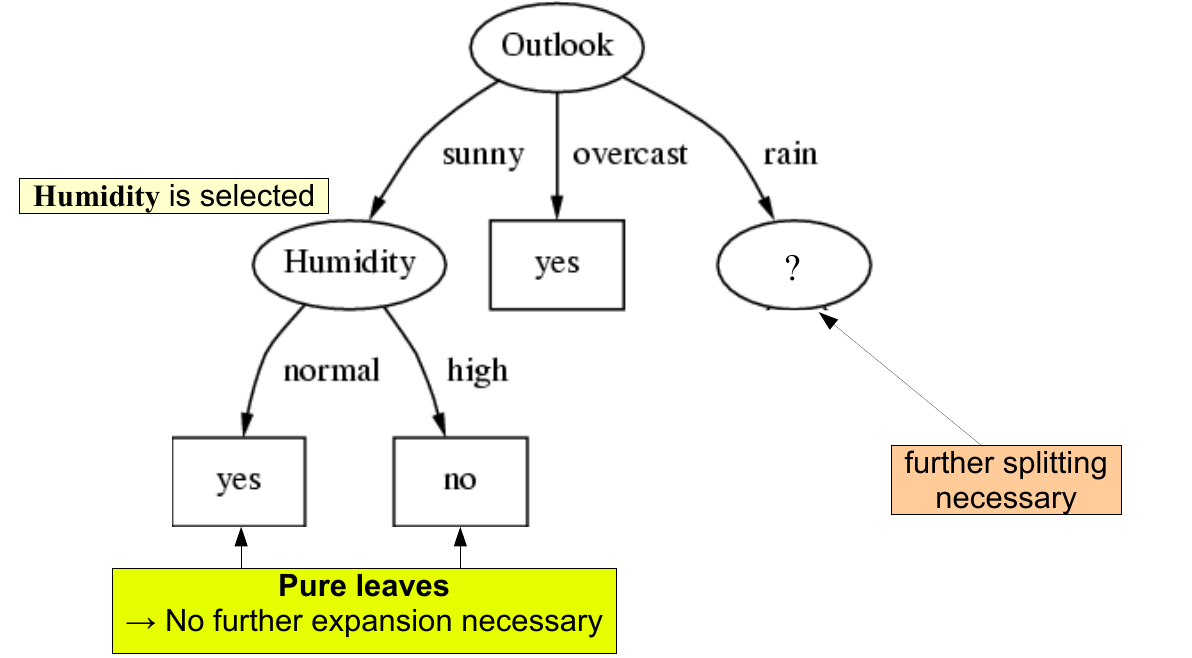 Outlook
sunny
overcast
rain
Humidity is selected
Humidity
yes
?
normal
high
yes
no
further splitting
necessary
Pure leaves
→ No further expansion necessary